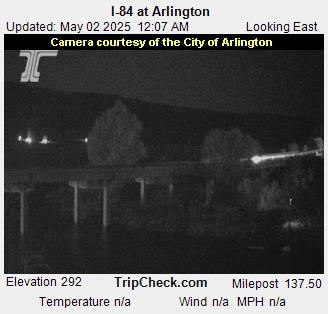 I-84 at Arlington
Updated: May 02 2025 12:07 AM Looking East
Camera courtesy of the City of Arlington
Elevation 292 TripCheck.com Milepost 137.50
Temperature n/a Wind n/a MPH n/a